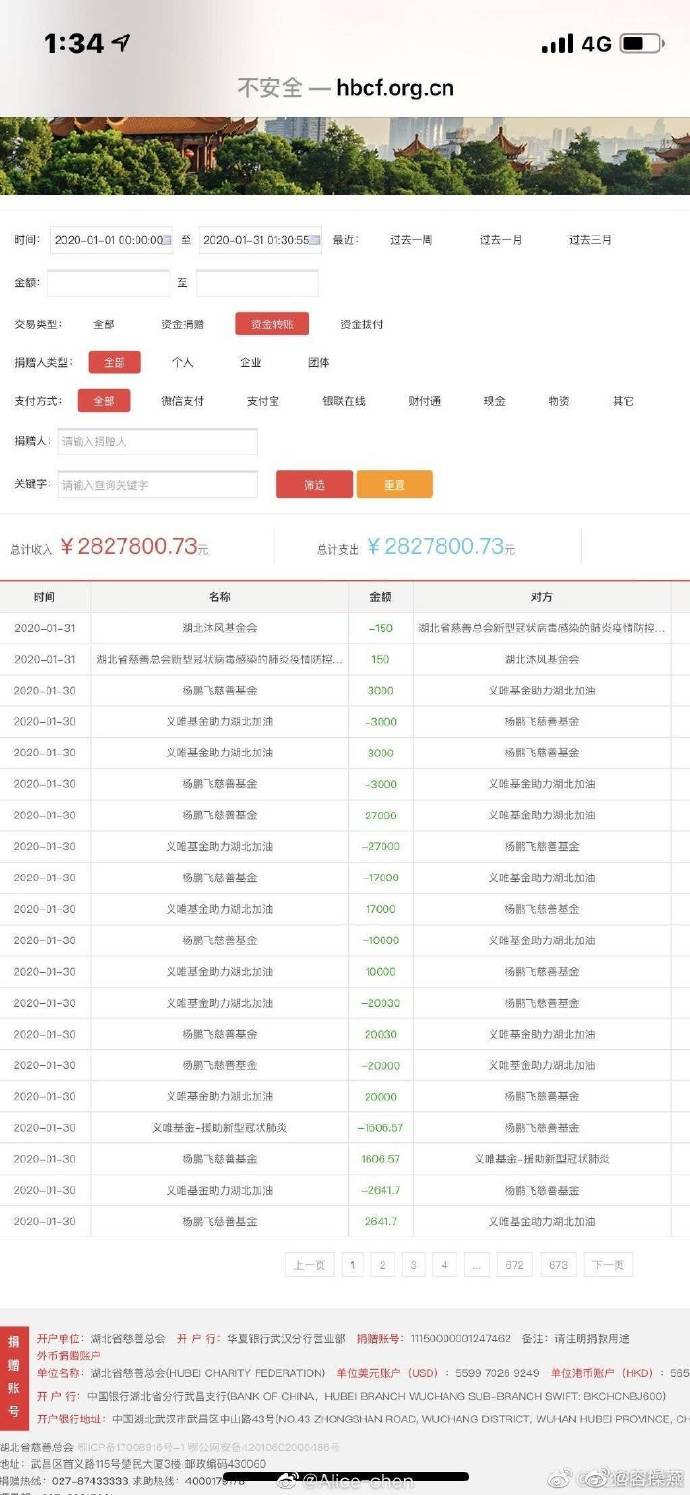 1:34 4G
不安全 — hbcf.org.cn
时间: 2020-01-01 00:00:00 至 2020-01-31 01:30:55 最近: 过去一周 过去一月 过去三月
金额: 至
交易类型: 全部 资金捐赠 资金转账 资金拨付
捐赠人类型: 全部 个人 企业 团体
支付方式: 全部 微信支付 支付宝 银联在线 财付通 现金 物资 其它
捐赠人: 请输入捐赠人
关键字: 请输入查询关键字 筛选 重置
总计收入 ¥2827800.73元 总计支出 ¥2827800.73元
时间 名称 金额 对方
2020-01-31 湖北沐风基金会 -150 湖北省慈善总会新型冠状病毒感染的肺炎疫情防控...
2020-01-31 湖北省慈善总会新型冠状病毒感染的肺炎疫情防控... 150 湖北沐风基金会
2020-01-30 杨鹏飞慈善基金 3000 义唯基金助力湖北加油
2020-01-30 义唯基金助力湖北加油 -3000 杨鹏飞慈善基金
2020-01-30 义唯基金助力湖北加油 3000 杨鹏飞慈善基金
2020-01-30 杨鹏飞慈善基金 -3000 义唯基金助力湖北加油
2020-01-30 杨鹏飞慈善基金 27000 义唯基金助力湖北加油
2020-01-30 义唯基金助力湖北加油 -27000 杨鹏飞慈善基金
2020-01-30 杨鹏飞慈善基金 -17000 义唯基金助力湖北加油
2020-01-30 义唯基金助力湖北加油 17000 杨鹏飞慈善基金
2020-01-30 杨鹏飞慈善基金 -10000 义唯基金助力湖北加油
2020-01-30 义唯基金助力湖北加油 10000 杨鹏飞慈善基金
2020-01-30 义唯基金助力湖北加油 -20030 杨鹏飞慈善基金
2020-01-30 杨鹏飞慈善基金 20030 义唯基金助力湖北加油
2020-01-30 杨鹏飞慈善基金 -20000 义唯基金助力湖北加油
2020-01-30 义唯基金助力湖北加油 20000 杨鹏飞慈善基金
2020-01-30 义唯基金-援助新型冠状肺炎 -1606.57 杨鹏飞慈善基金
2020-01-30 杨鹏飞慈善基金 1606.57 义唯基金-援助新型冠状肺炎
2020-01-30 义唯基金助力湖北加油 -2641.7 杨鹏飞慈善基金
2020-01-30 杨鹏飞慈善基金 2641.7 义唯基金助力湖北加油
上一页 1 2 3 4 ... 672 673 下一页
捐赠账号
开户单位: 湖北省慈善总会 开 户 行: 华夏银行武汉分行营业部 捐赠账号: 11150000001247462 备注: 请注明捐款用途
外币捐赠账户
单位名称: 湖北省慈善总会(HUBEI CHARITY FEDERATION) 单位美元账户 (USD) : 5599 7026 9249 单位港币账户 (HKD) : 565
开 户 行: 中国银行湖北省分行武昌支行(BANK OF CHINA, HUBEI BRANCH WUCHANG SUB-BRANCH SWIFT: BKCHCNBJ600)
开户银行地址: 中国湖北武汉市武昌区中山路43号(NO.43 ZHONGSHAN ROAD, WUCHANG DISTRICT, WUHAN HUBEI PROVINCE, CH
湖北省慈善总会 鄂ICP备17008916号-1
地址: 武昌区首义路115号楚民大厦3楼 邮政编码430060
捐赠热线: 027-87433333 求助热线:
@Alice-chen